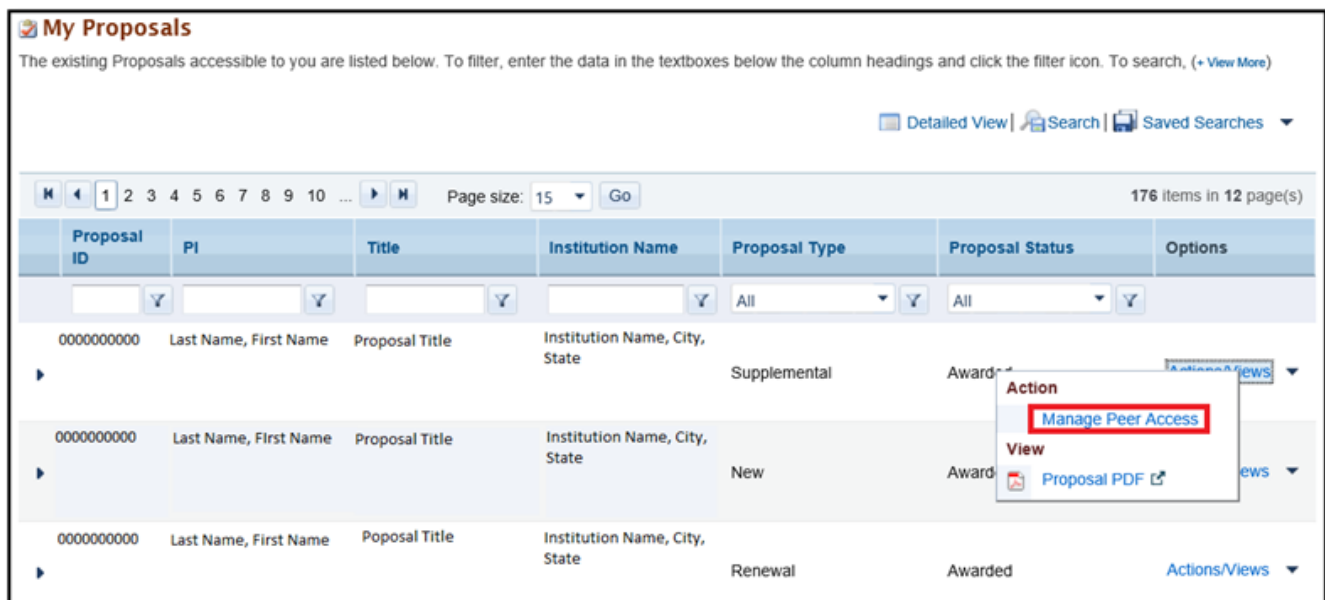 My Proposals
The existing Proposals accessible to you are listed below. To filter, enter the data in the textboxes below the column headings and click the filter icon. To search, (+ View More)
Detailed View | Search | Saved Searches
1 2 3 4 5 6 7 8 9 10 ... Page size: 15 Go 176 items in 12 page(s)
Proposal ID PI Title Institution Name Proposal Type Proposal Status Options
All All
0000000000 Last Name, First Name Proposal Title Institution Name, City,
State
Supplemental Awarded Actions/Views
Action
Manage Peer Access
View
Proposal PDF
0000000000 Last Name, FIrst Name Proposal Title Institution Name, City,
State
New Award ews
0000000000 Last Name, First Name Poposal Title Institution Name, City,
State
Renewal Awarded Actions/Views